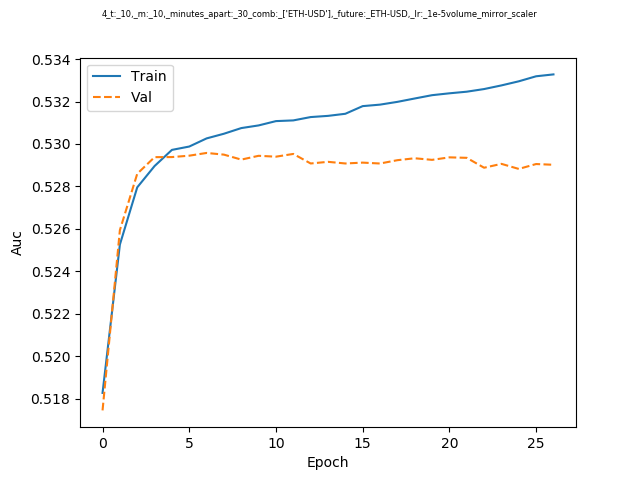 4_t:_10,_m:_10,_minutes_apart:_30_comb:_['ETH-USD'],_future:_ETH-USD,_lr:_1e-5volume_mirror_scaler
Train
Val
0.534
0.532
0.530
0.528
0.526
0.524
0.522
0.520
0.518
Auc
0 5 10 15 20 25
Epoch